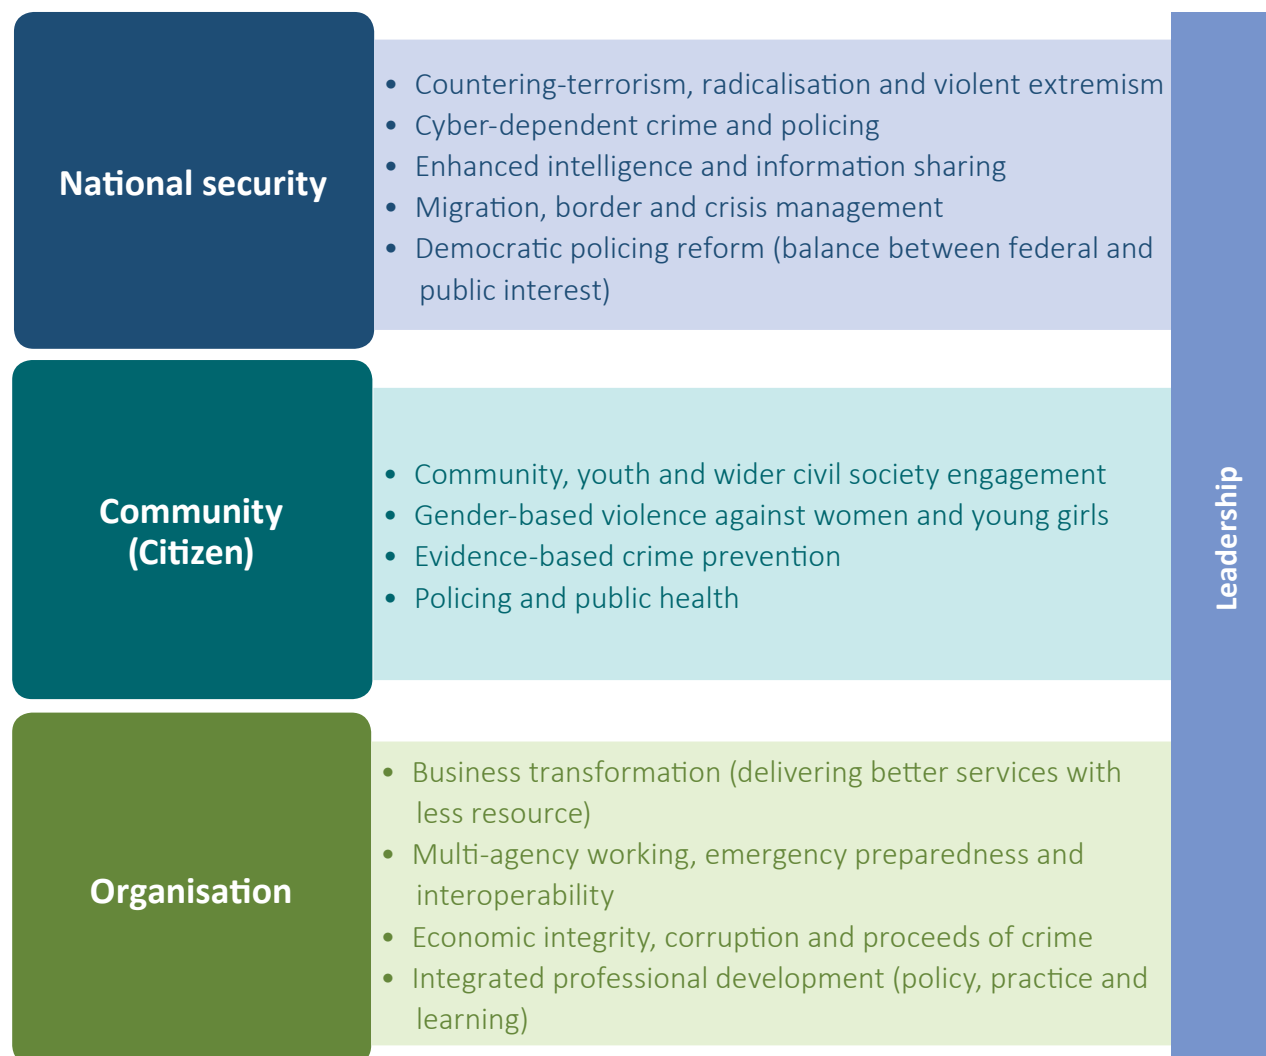 National security
• Countering-terrorism, radicalisation and violent extremism
• Cyber-dependent crime and policing
• Enhanced intelligence and information sharing
• Migration, border and crisis management
• Democratic policing reform (balance between federal and
public interest)
Community
(Citizen)
• Community, youth and wider civil society engagement
• Gender-based violence against women and young girls
• Evidence-based crime prevention
• Policing and public health
Organisation
• Business transformation (delivering better services with
less resource)
• Multi-agency working, emergency preparedness and
interoperability
• Economic integrity, corruption and proceeds of crime
• Integrated professional development (policy, practice and
learning)
Leadership